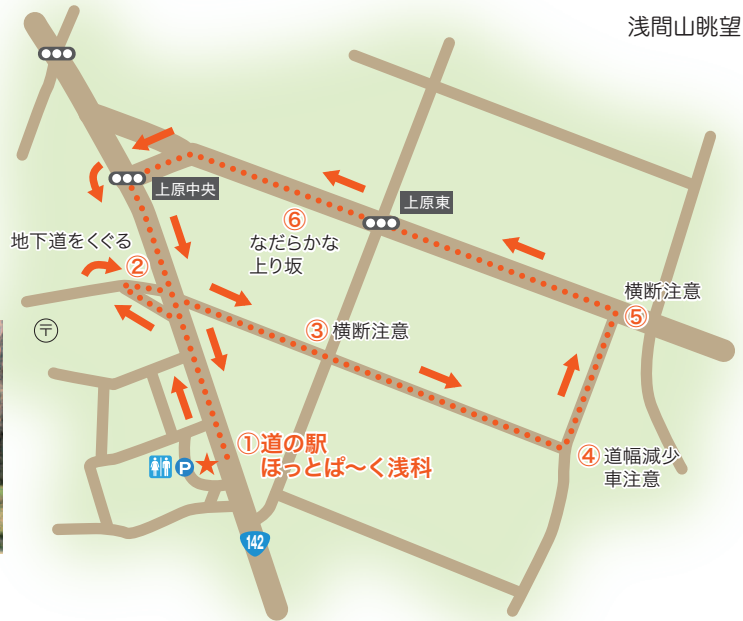 浅間山眺望
上原中央
上原東
⑥
なだらかな
上り坂
地下道をくぐる
②
横断注意
⑤
〒
③横断注意
①道の駅
ほっとぱ〜く浅科
P
④道幅減少
車注意
142